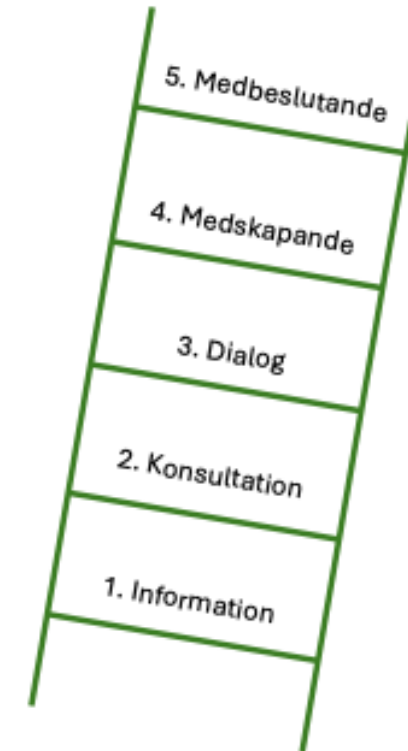 5. Medbeslutande
4. Medskapande
3. Dialog
2. Konsultation
1. Information